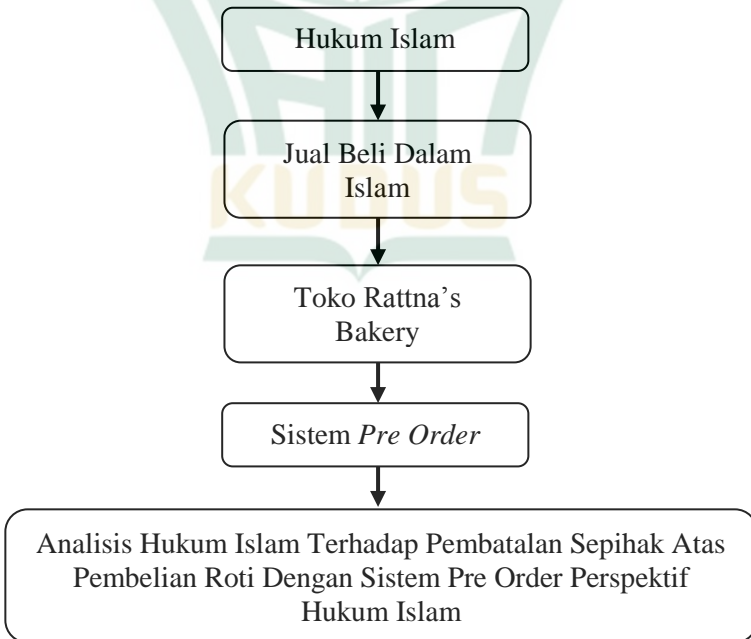 Hukum Islam
Jual Beli Dalam
Islam
KUDUS
Toko Rattna's
Bakery
Sistem Pre Order
Analisis Hukum Islam Terhadap Pembatalan Sepihak Atas
Pembelian Roti Dengan Sistem Pre Order Perspektif
Hukum Islam